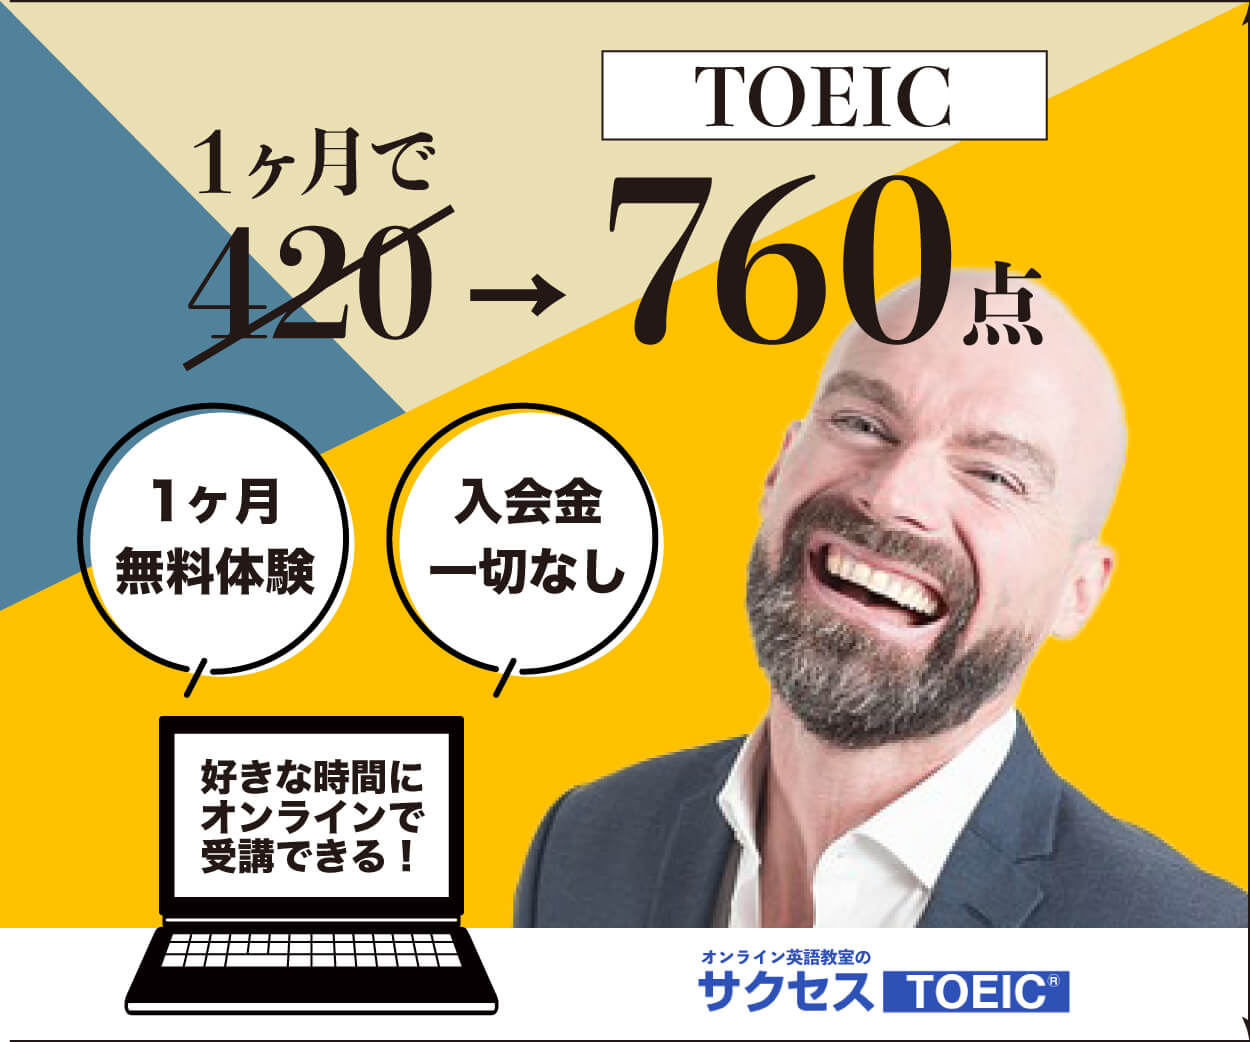 TOEIC
1ヶ月で
420→760点
1ヶ月
無料体験
入会金
一切なし
好きな時間に
オンラインで
受講できる！
オンライン英語教室の
サクセス TOEIC®